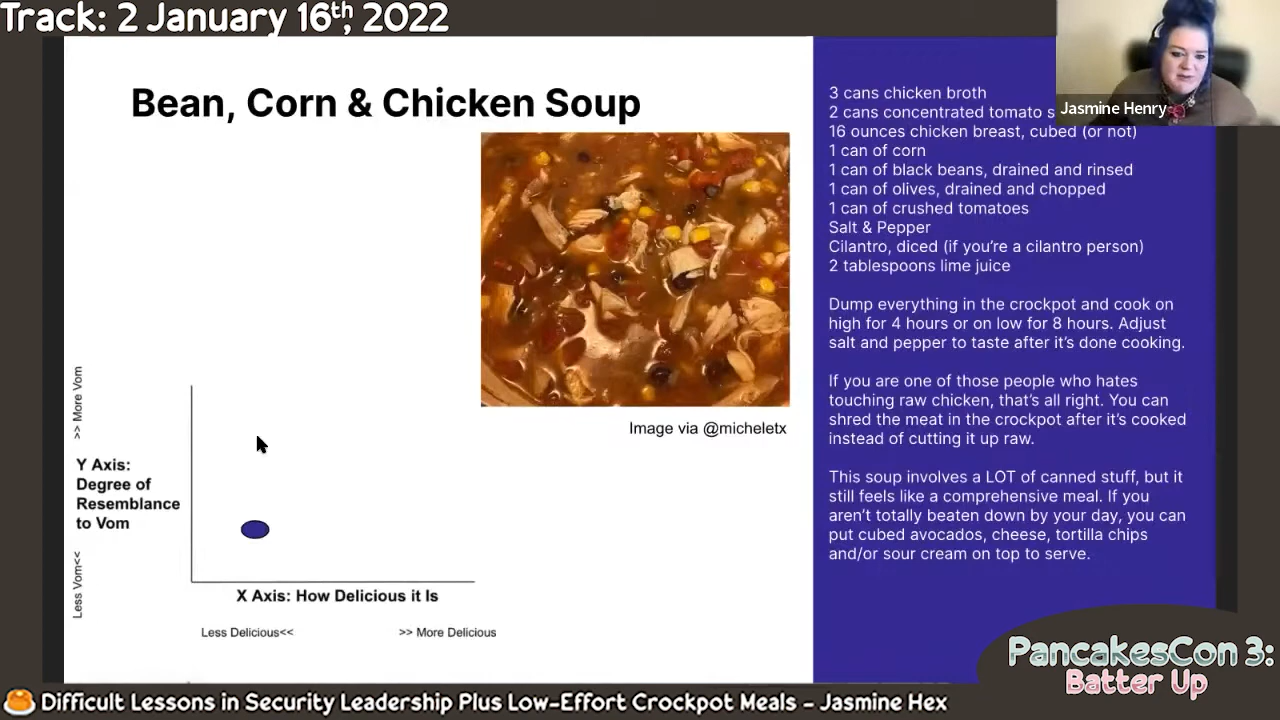 Track: 2 January 16th, 2022
Jasmine Henry
Bean, Corn & Chicken Soup
Image via @micheletx
>> More Vom
Y Axis:
Degree of
Resemblance
to Vom
Less Vom<<
X Axis: How Delicious it Is
Less Delicious<<
>> More Delicious
3 cans chicken broth
2 cans concentrated tomato
16 ounces chicken breast, cubed (or not)
1 can of corn
1 can of black beans, drained and rinsed
1 can of olives, drained and chopped
1 can of crushed tomatoes
Salt & Pepper
Cilantro, diced (if you're a cilantro person)
2 tablespoons lime juice
Dump everything in the crockpot and cook on
high for 4 hours or on low for 8 hours. Adjust
salt and pepper to taste after it's done cooking.
If you are one of those people who hates
touching raw chicken, that's all right. You can
shred the meat in the crockpot after it's cooked
instead of cutting it up raw.
This soup involves a LOT of canned stuff, but it
still feels like a comprehensive meal. If you
aren't totally beaten down by your day, you can
put cubed avocados, cheese, tortilla chips
and/or sour cream on top to serve.
PancakesCon 3:
Batter Up
Difficult Lessons in Security Leadership Plus Low-Effort Crockpot Meals – Jasmine Hex